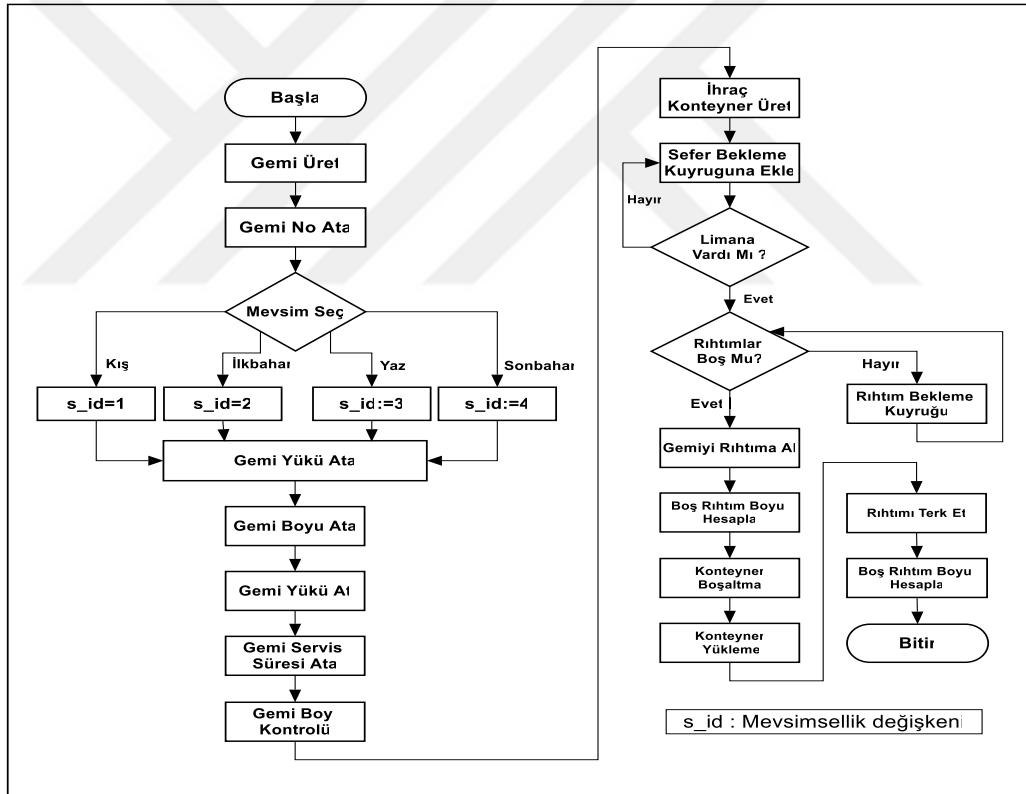 Başla
Gemi Üret
Gemi No Ata
Mevsim Seç
Kış
İlkbahar
Yaz
Sonbahar
s_id=1
s_id=2
s_id:=3
s_id:=4
Gemi Yükü Ata
Gemi Boyu Ata
Gemi Yükü At
Gemi Servis
Süresi Ata
Gemi Boy
Kontrolü
İhraç
Konteyner Üret
Sefer Bekleme
Kuyruguna Ekle
Hayır
Limana
Vardı Mı ?
Evet
Rıhtımlar
Boş Mu?
Hayır
Rıhtım Bekleme
Kuyruğu
Evet
Gemiyi Rıhtıma Al
Boş Rıhtım Boyu
Hesapla
Konteyner
Boşaltma
Konteyner
Yükleme
Rıhtımı Terk Et
Boş Rıhtım Boyu
Hesapla
Bitir
s_id : Mevsimsellik değişkeni